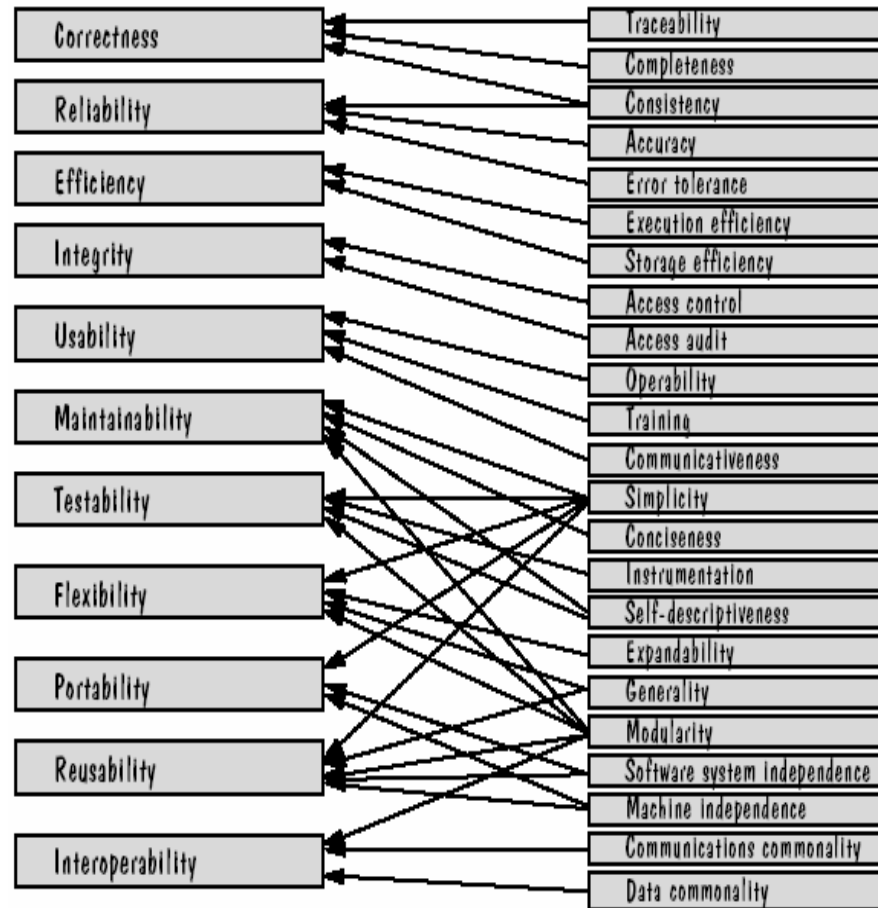 Correctness
Reliability
Efficiency
Integrity
Usability
Maintainability
Testability
Flexibility
Portability
Reusability
Interoperability
Traceability
Completeness
Consistency
Accuracy
Error tolerance
Execution efficiency
Storage efficiency
Access control
Access audit
Operability
Training
Communicativeness
Simplicity
Conciseness
Instrumentation
Self-descriptiveness
Expandability
Generality
Modularity
Software system independence
Machine independence
Communications commonality
Data commonality